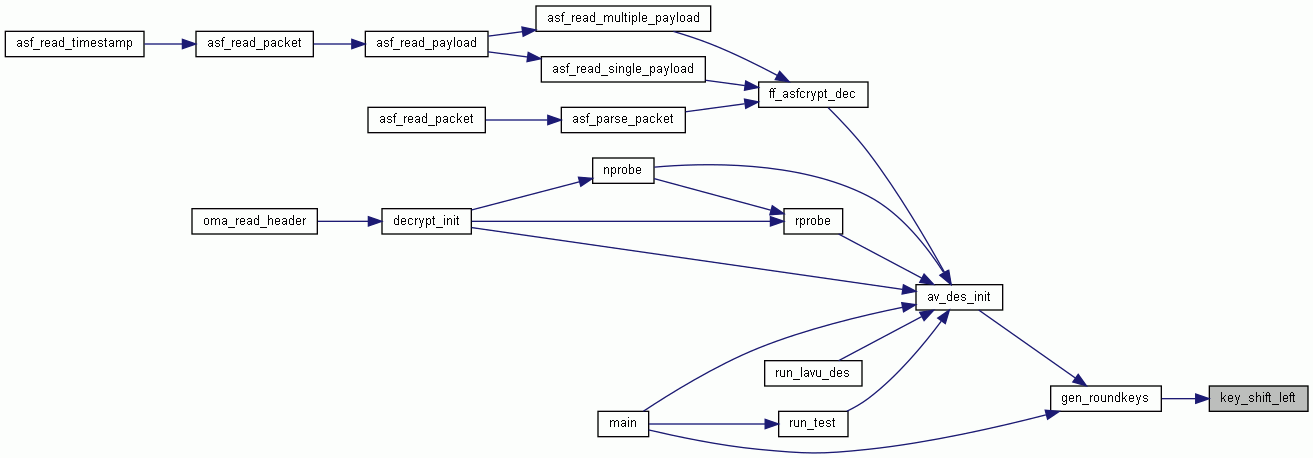 asf_read_multiple_payload
asf_read_timestamp
asf_read_packet
asf_read_payload
asf_read_single_payload
ff_asfcrypt_dec
asf_read_packet
asf_parse_packet
nprobe
oma_read_header
decrypt_init
rprobe
av_des_init
run_lavu_des
gen_roundkeys
key_shift_left
main
run_test